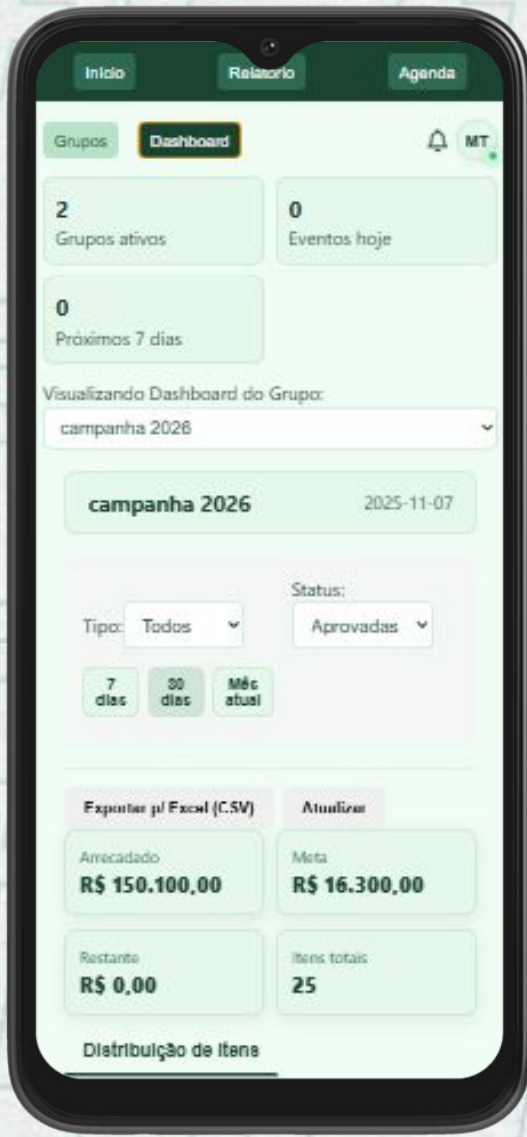 Inicio Relatorio Agenda
Grupos Dashboard MT
2 0
Grupos ativos Eventos hoje
0
Próximos 7 dias
Visualizando Dashboard do Grupo:
campanha 2026
campanha 2026 2025-11-07
Status:
Tipo: Todos Aprovadas
7 dias 30 dias Mês atual
Exportar p/ Excel (CSV) Atualizar
Arrecadado Meta
R$ 150.100,00 R$ 16.300,00
Restante Itens totais
R$ 0,00 25
Distribuição de Itens